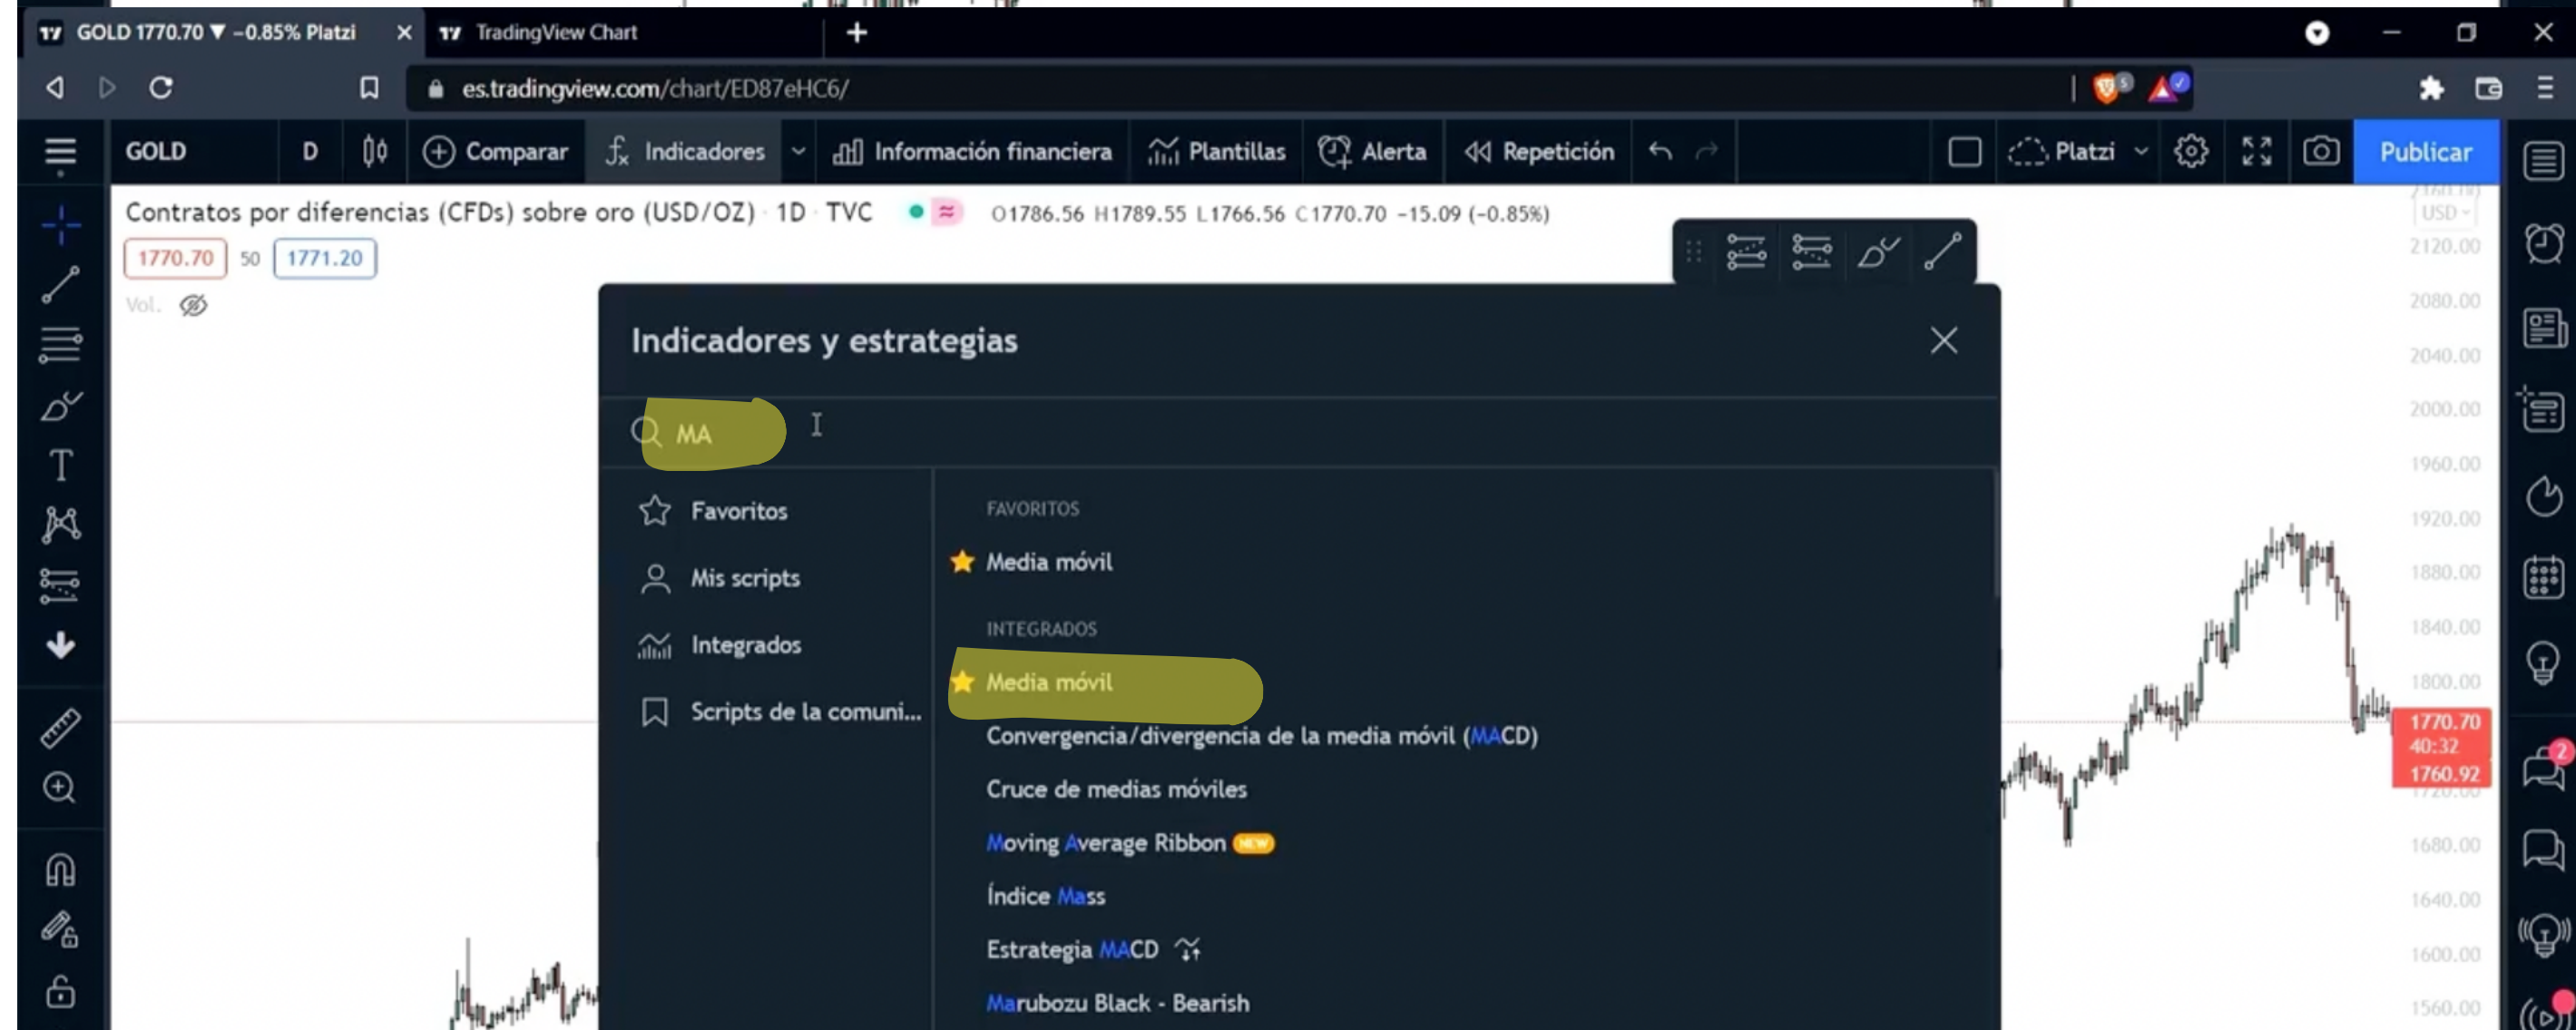 GOLD 1770.70 ▼ −0.85% Platzi
TradingView Chart
es.tradingview.com/chart/ED87eHC6/
5
GOLD D Comparar Indicadores Información financiera Plantillas Alerta Repetición Platzi Publicar
Contratos por diferencias (CFDs) sobre oro (USD/OZ) · 1D · TVC O1786.56 H1789.55 L1766.56 C1770.70 −15.09 (−0.85%)
USD
1770.70 50 1771.20
Vol.
Indicadores y estrategias
MA
Favoritos
Mis scripts
Integrados
Scripts de la comuni...
FAVORITOS
Media móvil
INTEGRADOS
Media móvil
Convergencia/divergencia de la media móvil (MACD)
Cruce de medias móviles
Moving Average Ribbon NEW
Índice Mass
Estrategia MACD
Marubozu Black - Bearish
2120.00
2080.00
2040.00
2000.00
1960.00
1920.00
1880.00
1840.00
1800.00
1770.70
40:32
1760.92
1720.00
1680.00
1640.00
1600.00
1560.00
2